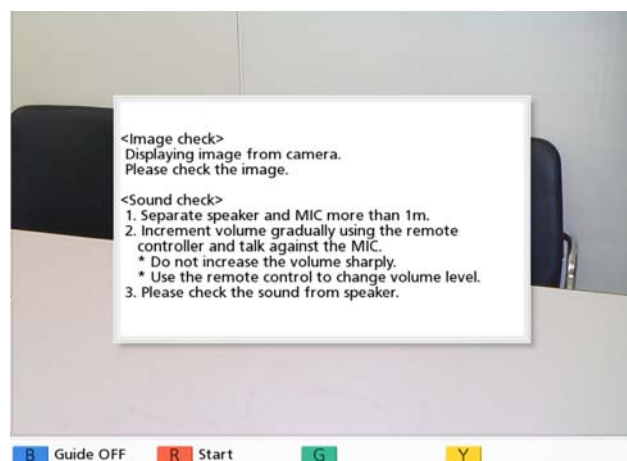 <Image check>
Displaying image from camera.
Please check the image.
<Sound check>
1. Separate speaker and MIC more than 1m.
2. Increment volume gradually using the remote
controller and talk against the MIC.
* Do not increase the volume sharply.
* Use the remote control to change volume level.
3. Please check the sound from speaker.
B Guide OFF R Start G Y